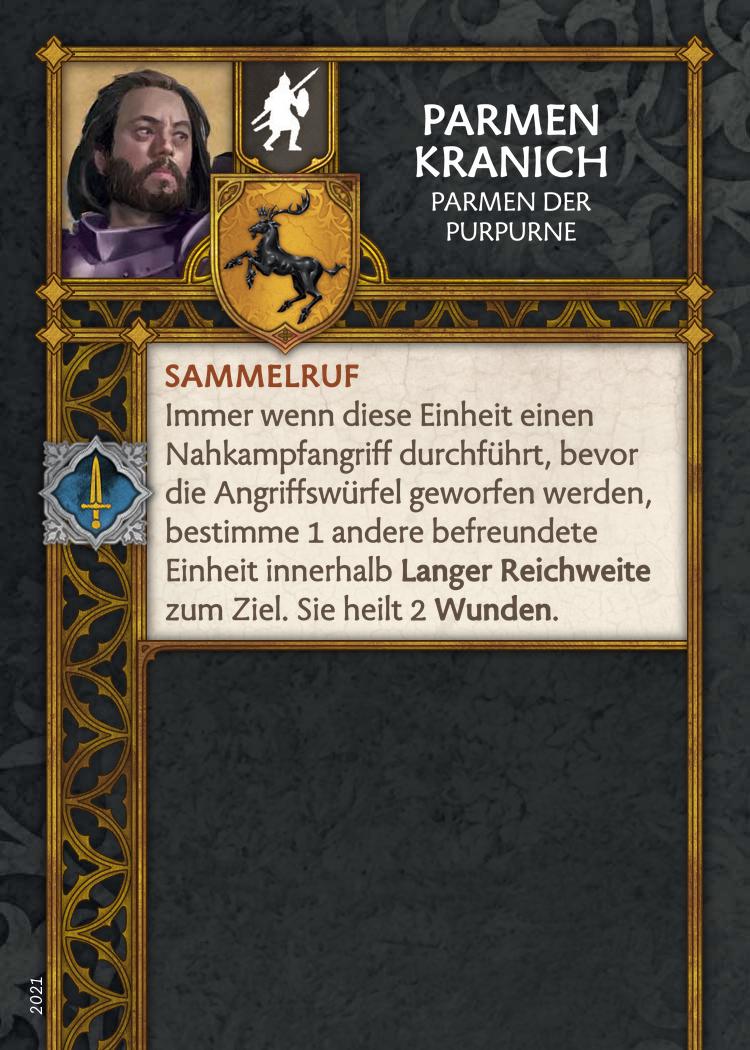 PARMEN
KRANICH
PARMEN DER
PURPURNE
SAMMELRUF
Immer wenn diese Einheit einen
Nahkampfangriff durchführt, bevor
die Angriffswürfel geworfen werden,
bestimme 1 andere befreundete
Einheit innerhalb Langer Reichweite
zum Ziel. Sie heilt 2 Wunden.
2021